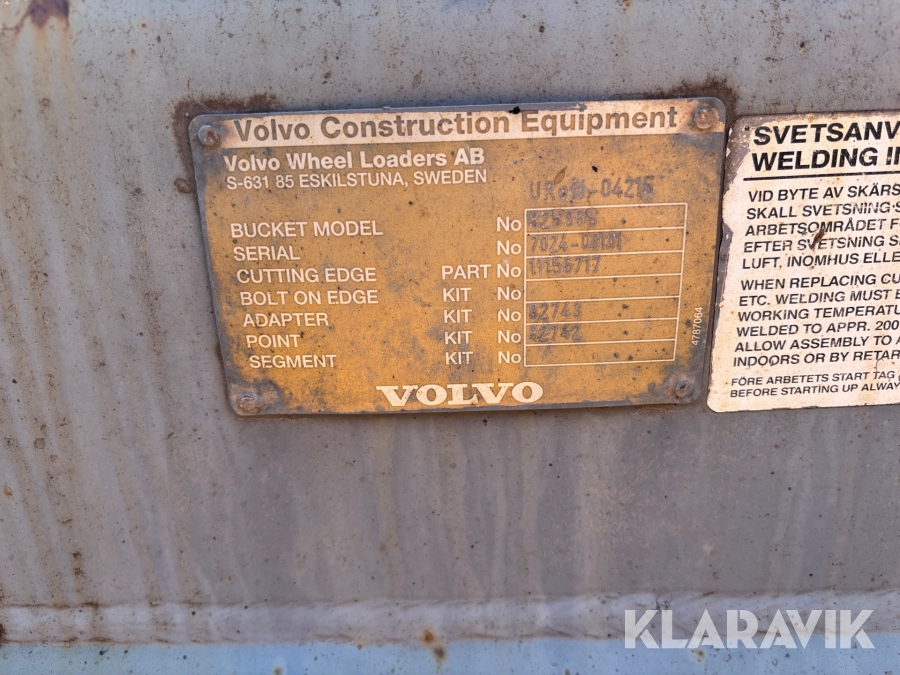 Volvo Construction Equipment
Volvo Wheel Loaders AB
S-631 85 ESKILSTUNA, SWEDEN
BUCKET MODEL No
SERIAL No
CUTTING EDGE PART No 11156717
BOLT ON EDGE KIT No
ADAPTER KIT No 82743
POINT KIT No 82742
SEGMENT KIT No
VOLVO
4787064
SVETSANV
WELDING I
VID BYTE AV SKÄRS
SKALL SVETSNING S
ARBETSOMRÅDET F
EFTER SVETSNING S
LUFT, INOMHUS ELLE
WHEN REPLACING CU
ETC. WELDING MUST B
WORKING TEMPERATU
WELDED TO APPR. 200
ALLOW ASSEMBLY TO A
INDOORS OR BY RETAR
FÖRE ARBETETS START TAG
BEFORE STARTING UP ALWAY
KLARAVIK